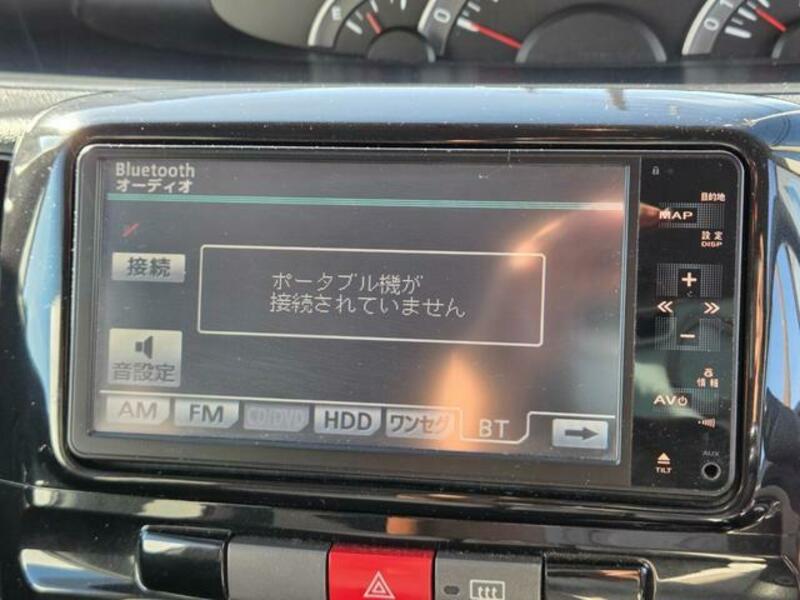 Bluetooth
オーディオ
接続
ポータブル機が
接続されていません
音設定
AM FM CD/DVD HDD ワンセグ BT
目的地
MAP
設定
DISP
情報
AV
TILT
AUX